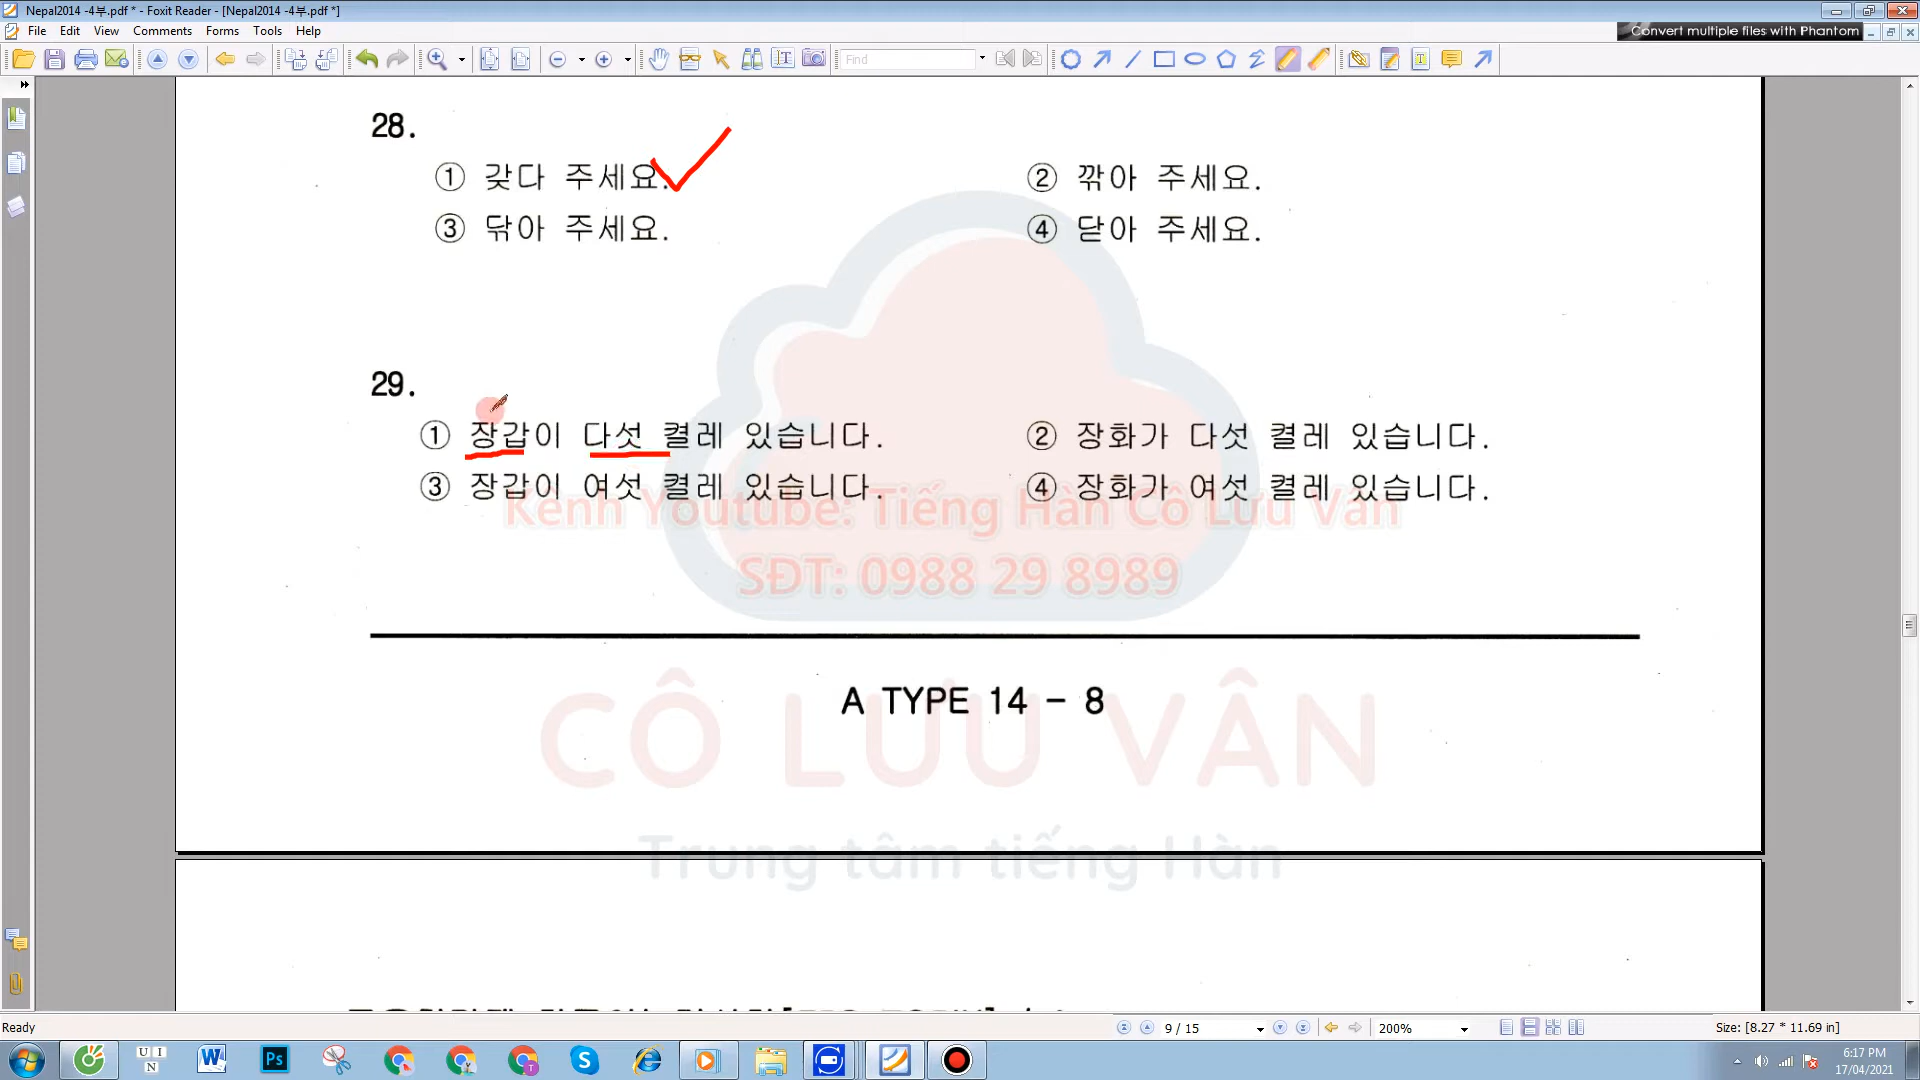 Nepal2014 -4부.pdf * - Foxit Reader - [Nepal2014 -4부.pdf *]
File Edit View Comments Forms Tools Help
Convert multiple files with Phantom
Find
28.
① 갖다 주세요.
② 깎아 주세요.
③ 닦아 주세요.
④ 닫아 주세요.
29.
① 장갑이 다섯 켤레 있습니다.
② 장화가 다섯 켤레 있습니다.
③ 장갑이 여섯 켤레 있습니다.
④ 장화가 여섯 켤레 있습니다.
Kênh Youtube: Tiếng Hàn Cô Lưu Vân
SĐT: 0988 29 8989
A TYPE 14 - 8
CÔ LƯU VÂN
Trung tâm tiếng Hàn
Ready
9 / 15
200%
Size: [8.27 * 11.69 in]
U I
N
6:17 PM
17/04/2021